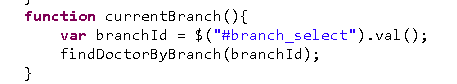 function currentBranch(){
var branchId = $("#branch_select").val();
findDoctorByBranch(branchId);
}